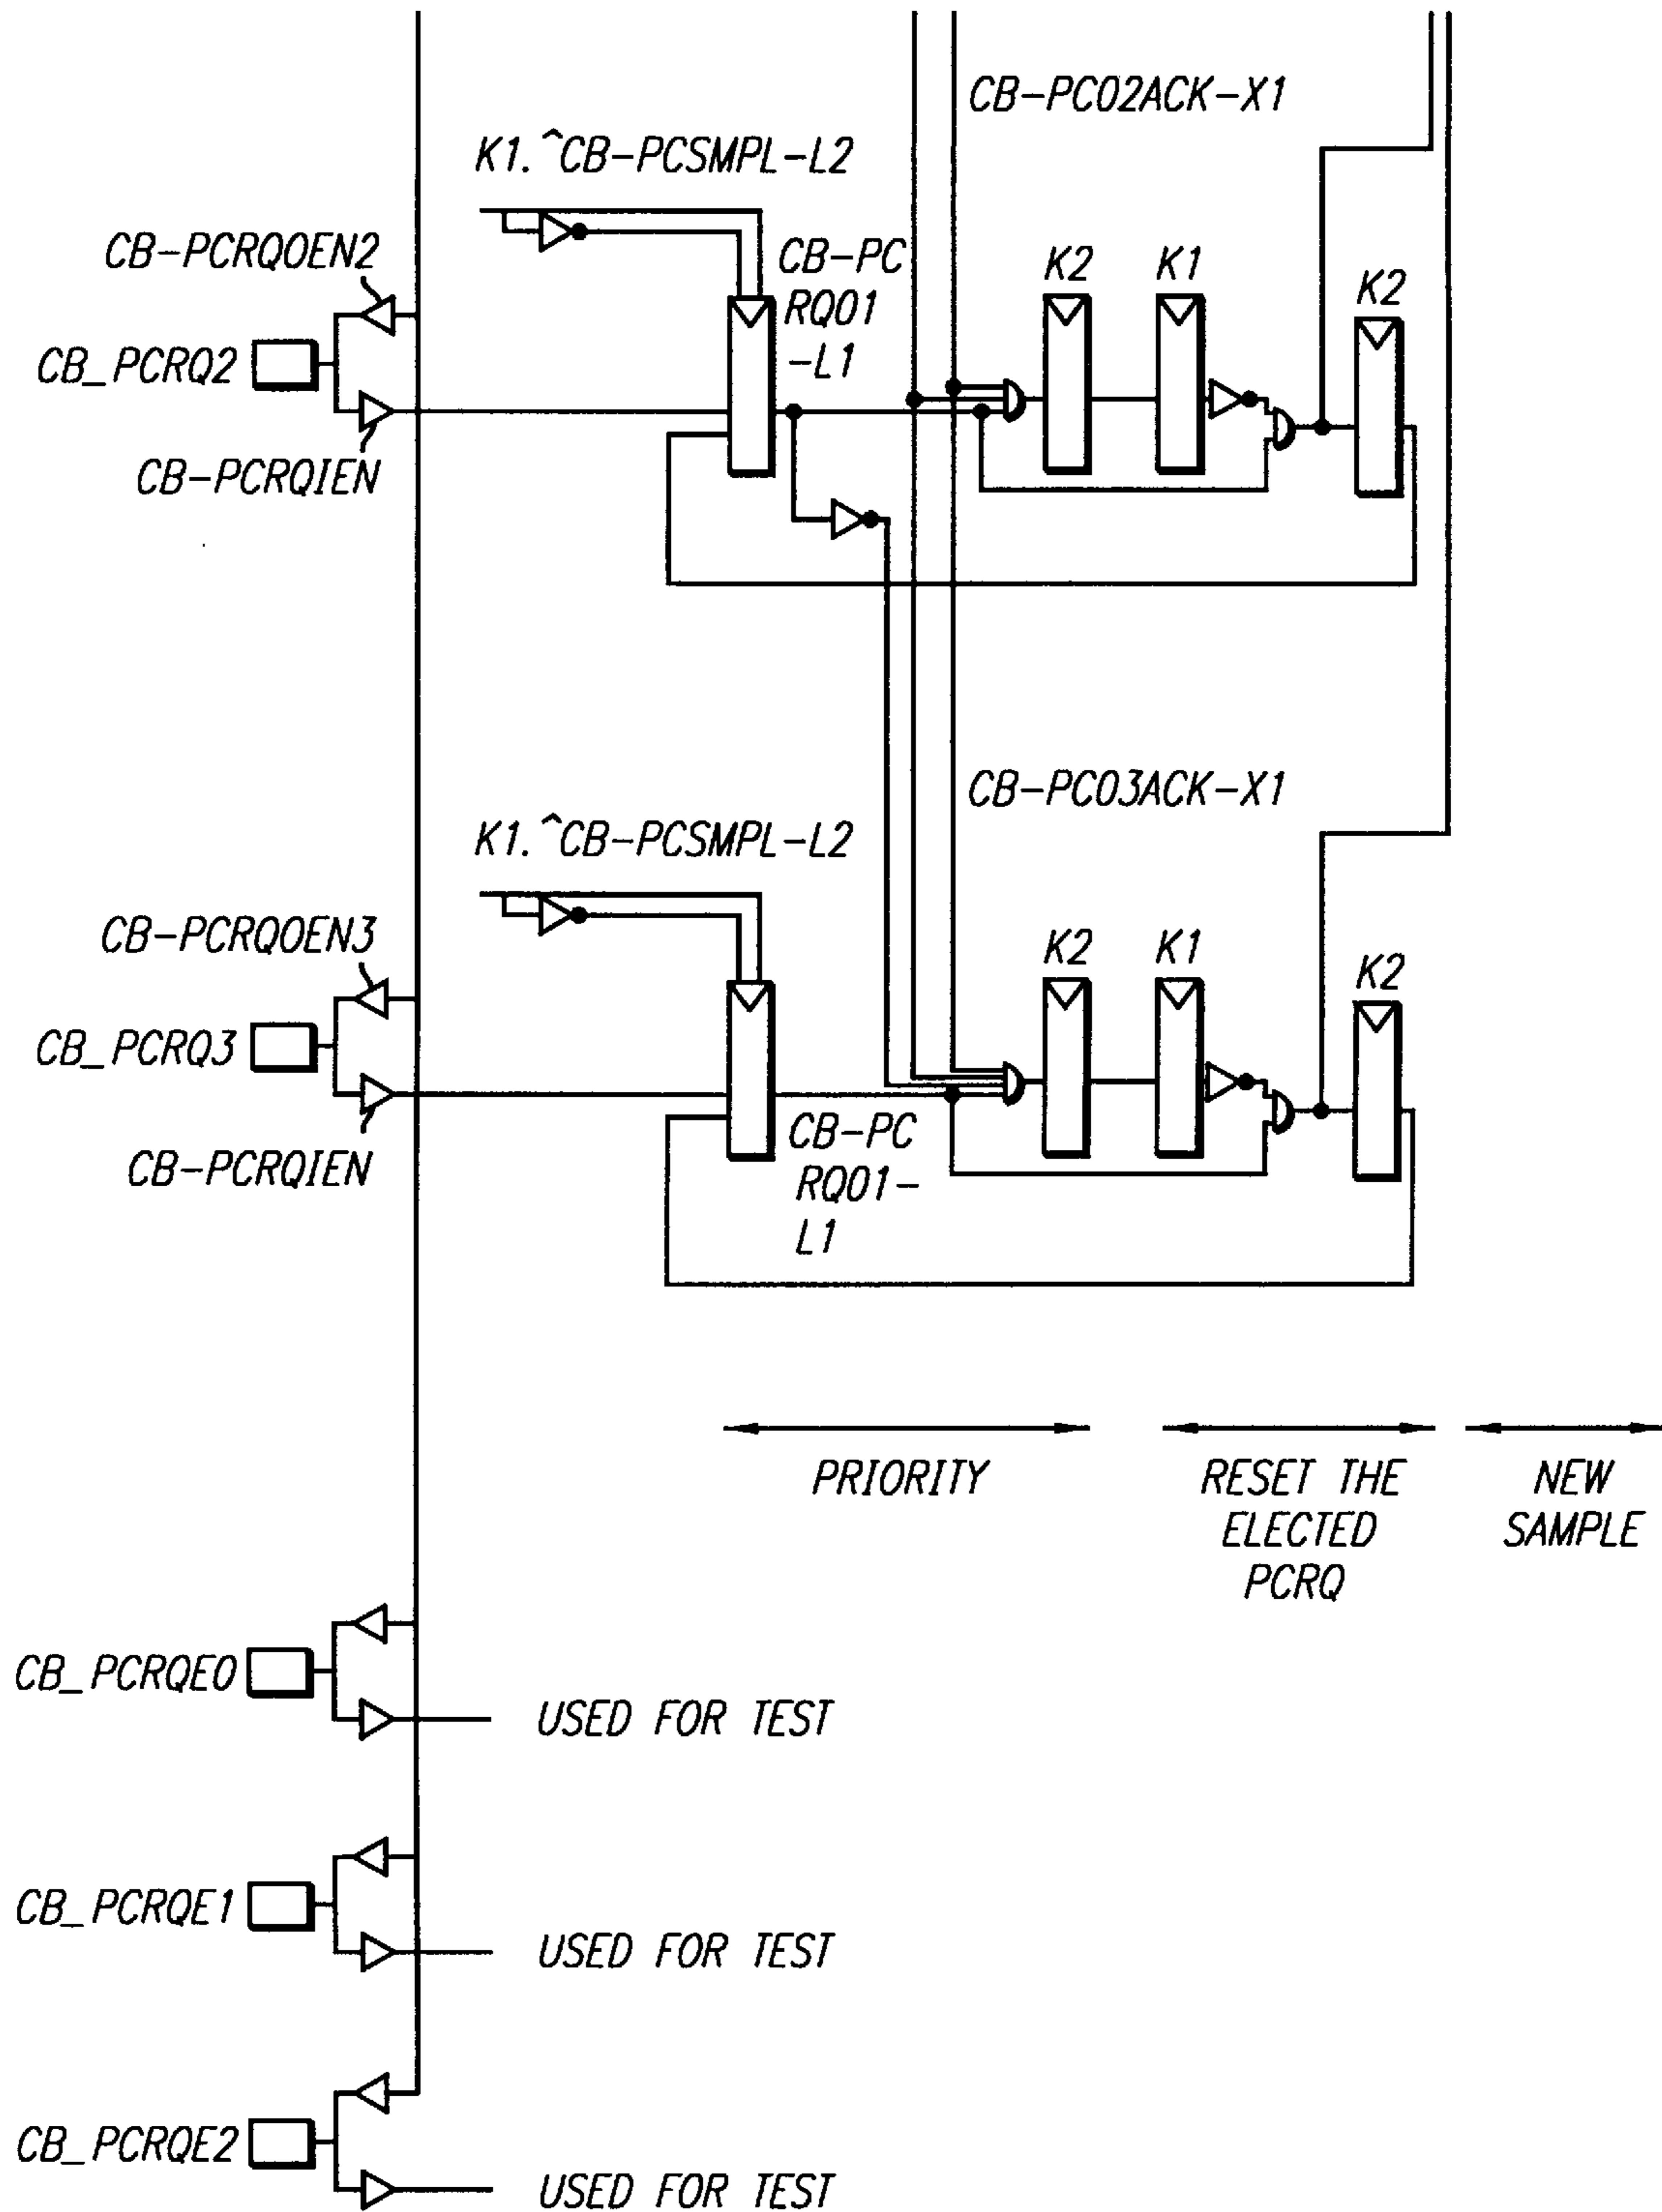 CB-PC02ACK-X1
K1.^CB-PCSMPL-L2
CB-PCRQOEN2
CB-PC
RQ01
-L1
K2
K1
K2
CB_PCRQ2
CB-PCRQIEN
CB-PC03ACK-X1
K1.^CB-PCSMPL-L2
CB-PCRQOEN3
K2
K1
K2
CB_PCRQ3
CB-PCRQIEN
CB-PC
RQ01-
L1
PRIORITY
RESET THE
ELECTED
PCRQ
NEW
SAMPLE
CB_PCRQE0
USED FOR TEST
CB_PCRQE1
USED FOR TEST
CB_PCRQE2
USED FOR TEST